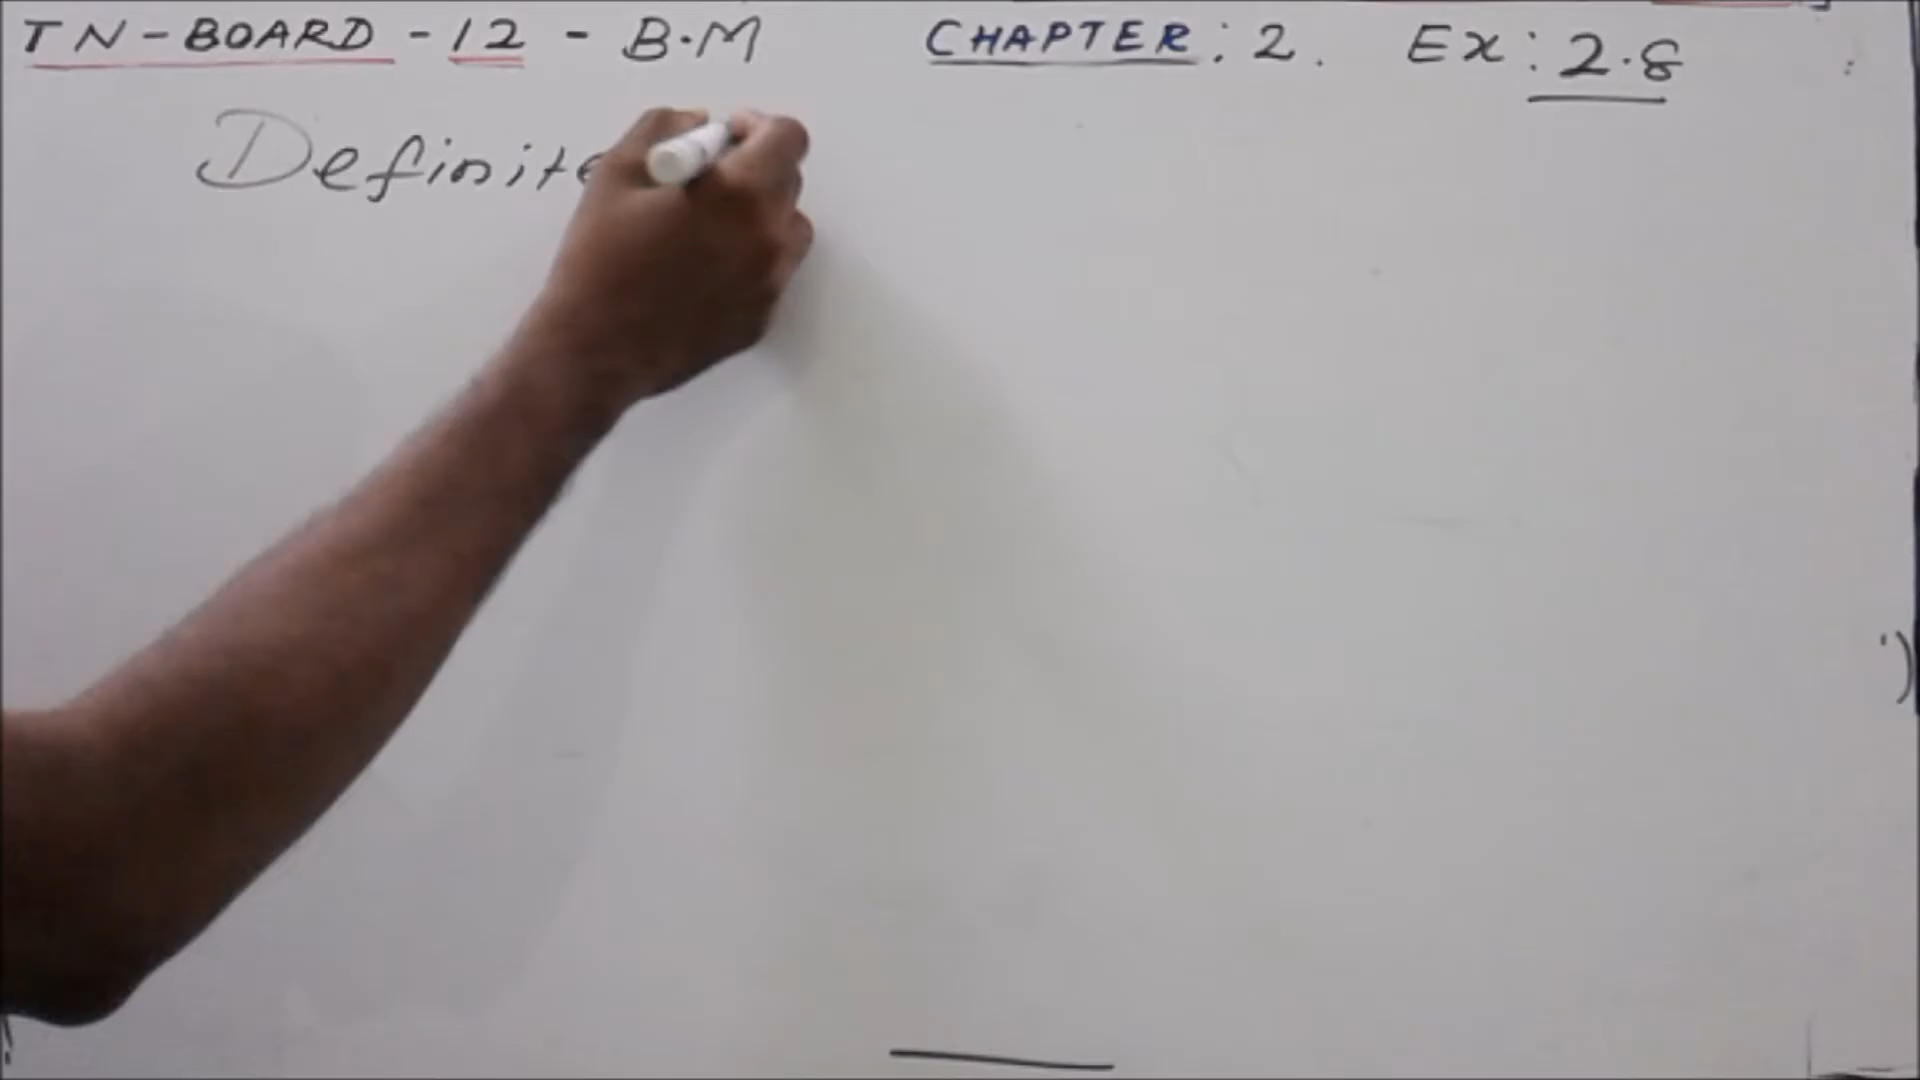 TN-BOARD-12 - B.M CHAPTER: 2. Ex: 2.8
Definite